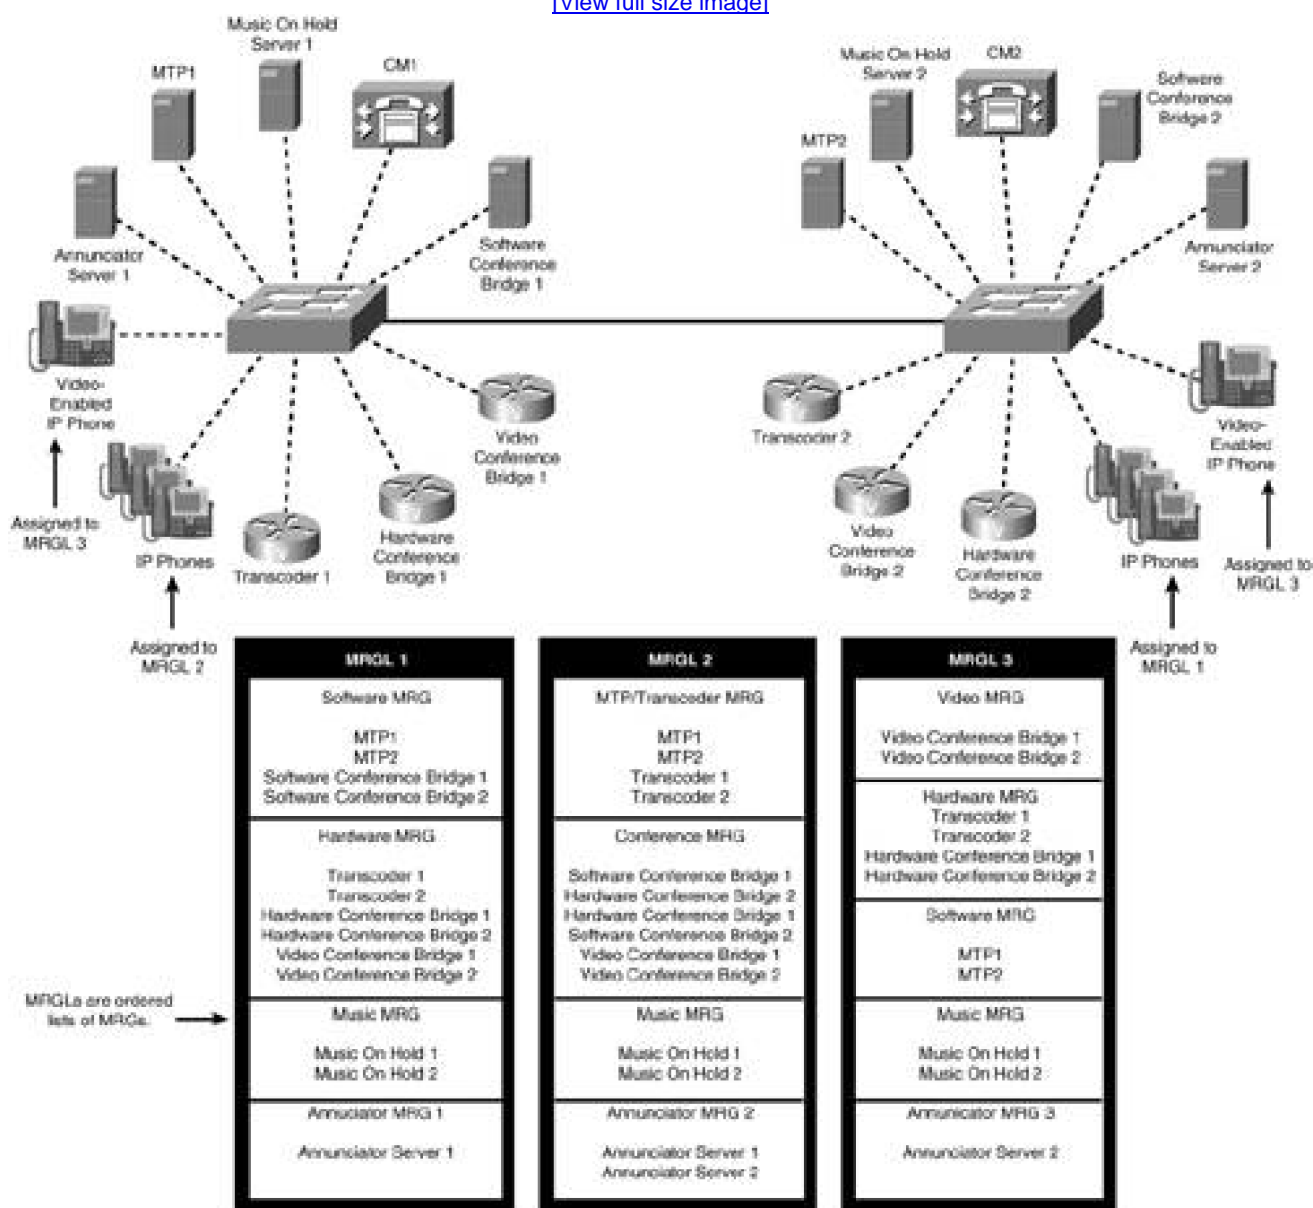 [View full size image]
Music On Hold
Server 1
MTP1
CM1
Annunciator
Server 1
Software
Conference
Bridge 1
Video-
Enabled
IP Phone
Assigned to
MRGL 3
IP Phones
Assigned to
MRGL 2
Transcoder 1
Hardware
Conference
Bridge 1
Video
Conference
Bridge 1
Music On Hold
Server 2
CM2
Software
Conference
Bridge 2
MTP2
Annunciator
Server 2
Transcoder 2
Video
Conference
Bridge 2
Hardware
Conference
Bridge 2
IP Phones
Assigned to
MRGL 1
Video-
Enabled
IP Phone
Assigned to
MRGL 3
MRGLs are ordered
lists of MRGs.
MRGL 1
Software MRG
MTP1
MTP2
Software Conference Bridge 1
Software Conference Bridge 2
Hardware MRG
Transcoder 1
Transcoder 2
Hardware Conference Bridge 1
Hardware Conference Bridge 2
Video Conference Bridge 1
Video Conference Bridge 2
Music MRG
Music On Hold 1
Music On Hold 2
Annuciator MRG 1
Annunciator Server 1
MRGL 2
MTP/Transcoder MRG
MTP1
MTP2
Transcoder 1
Transcoder 2
Conference MRG
Software Conference Bridge 1
Hardware Conference Bridge 2
Hardware Conference Bridge 1
Software Conference Bridge 2
Video Conference Bridge 1
Video Conference Bridge 2
Music MRG
Music On Hold 1
Music On Hold 2
Annunciator MRG 2
Annunciator Server 1
Annunciator Server 2
MRGL 3
Video MRG
Video Conference Bridge 1
Video Conference Bridge 2
Hardware MRG
Transcoder 1
Transcoder 2
Hardware Conference Bridge 1
Hardware Conference Bridge 2
Software MRG
MTP1
MTP2
Music MRG
Music On Hold 1
Music On Hold 2
Annunicator MRG 3
Annunciator Server 2